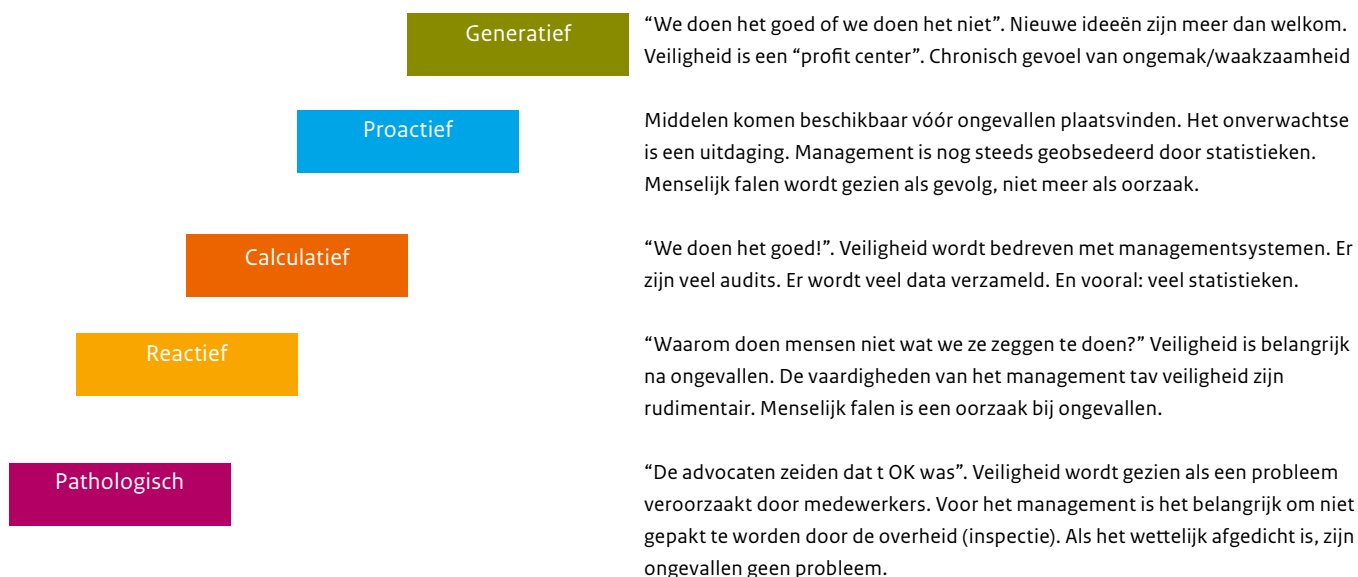 Generatief
“We doen het goed of we doen het niet”. Nieuwe ideeën zijn meer dan welkom.
Veiligheid is een “profit center”. Chronisch gevoel van ongemak/waakzaamheid
Proactief
Middelen komen beschikbaar vóór ongevallen plaatsvinden. Het onverwachtse
is een uitdaging. Management is nog steeds geobsedeerd door statistieken.
Menselijk falen wordt gezien als gevolg, niet meer als oorzaak.
Calculatief
“We doen het goed!”. Veiligheid wordt bedreven met managementsystemen. Er
zijn veel audits. Er wordt veel data verzameld. En vooral: veel statistieken.
Reactief
“Waarom doen mensen niet wat we ze zeggen te doen?” Veiligheid is belangrijk
na ongevallen. De vaardigheden van het management tav veiligheid zijn
rudimentair. Menselijk falen is een oorzaak bij ongevallen.
Pathologisch
“De advocaten zeiden dat t OK was”. Veiligheid wordt gezien als een probleem
veroorzaakt door medewerkers. Voor het management is het belangrijk om niet
gepakt te worden door de overheid (inspectie). Als het wettelijk afgedicht is, zijn
ongevallen geen probleem.